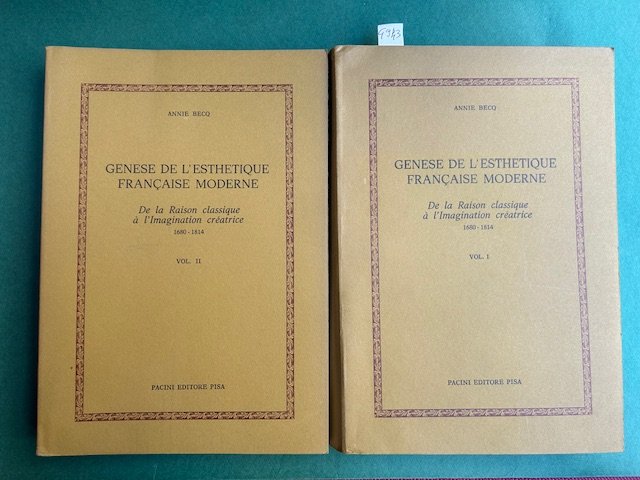 ANNIE BECQ
GENESE DE L'ESTHETIQUE
FRANÇAISE MODERNE
De la Raison classique
à l'Imagination créatrice
1680-1814
VOL. II
PACINI EDITORE PISA
ANNIE BECQ
GENESE DE L'ESTHETIQUE
FRANÇAISE MODERNE
De la Raison classique
à l'Imagination créatrice
1680-1814
VOL. I
PACINI EDITORE PISA